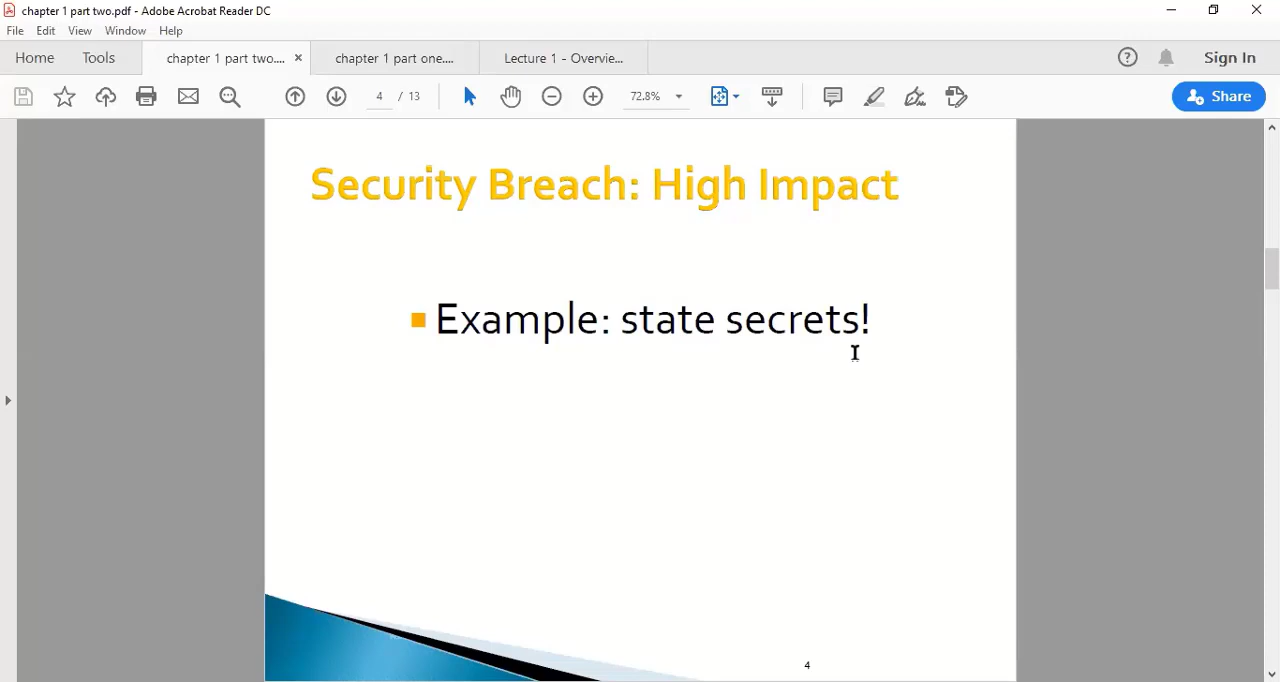 chapter 1 part two.pdf - Adobe Acrobat Reader DC
File Edit View Window Help
Home Tools chapter 1 part two.... × chapter 1 part one.... Lecture 1 - Overvie... Sign In
4 / 13 72.8% Share
Security Breach: High Impact
Example: state secrets!
4